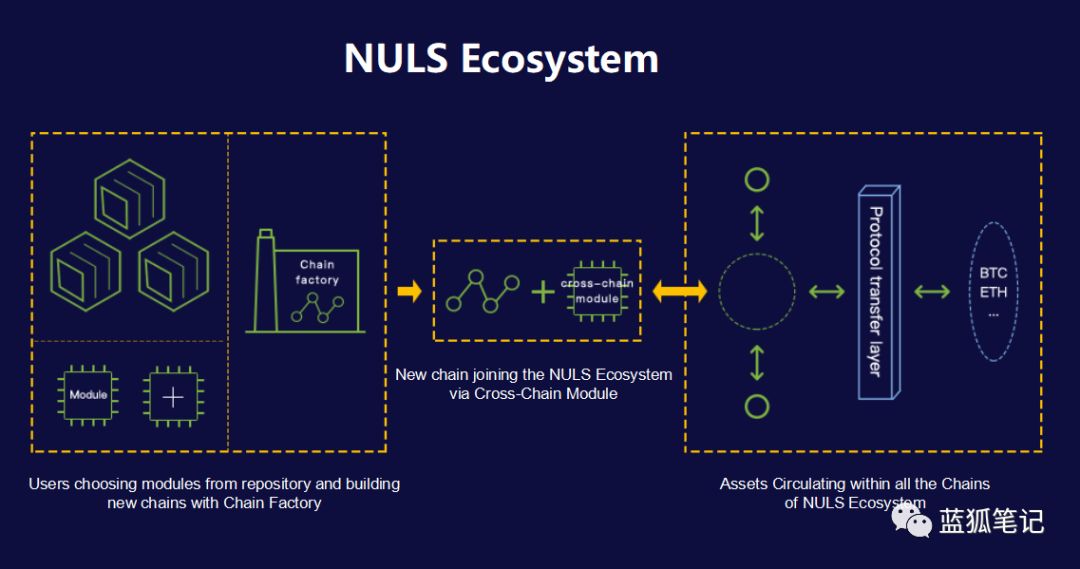 NULS Ecosystem
Chain
factory
Module
cross-chain
module
New chain joining the NULS Ecosystem
via Cross-Chain Module
Protocol transfer layer
BTC
ETH
...
Users choosing modules from repository and building
new chains with Chain Factory
Assets Circulating within all the Chains
of NULS Ecosystem
蓝狐笔记